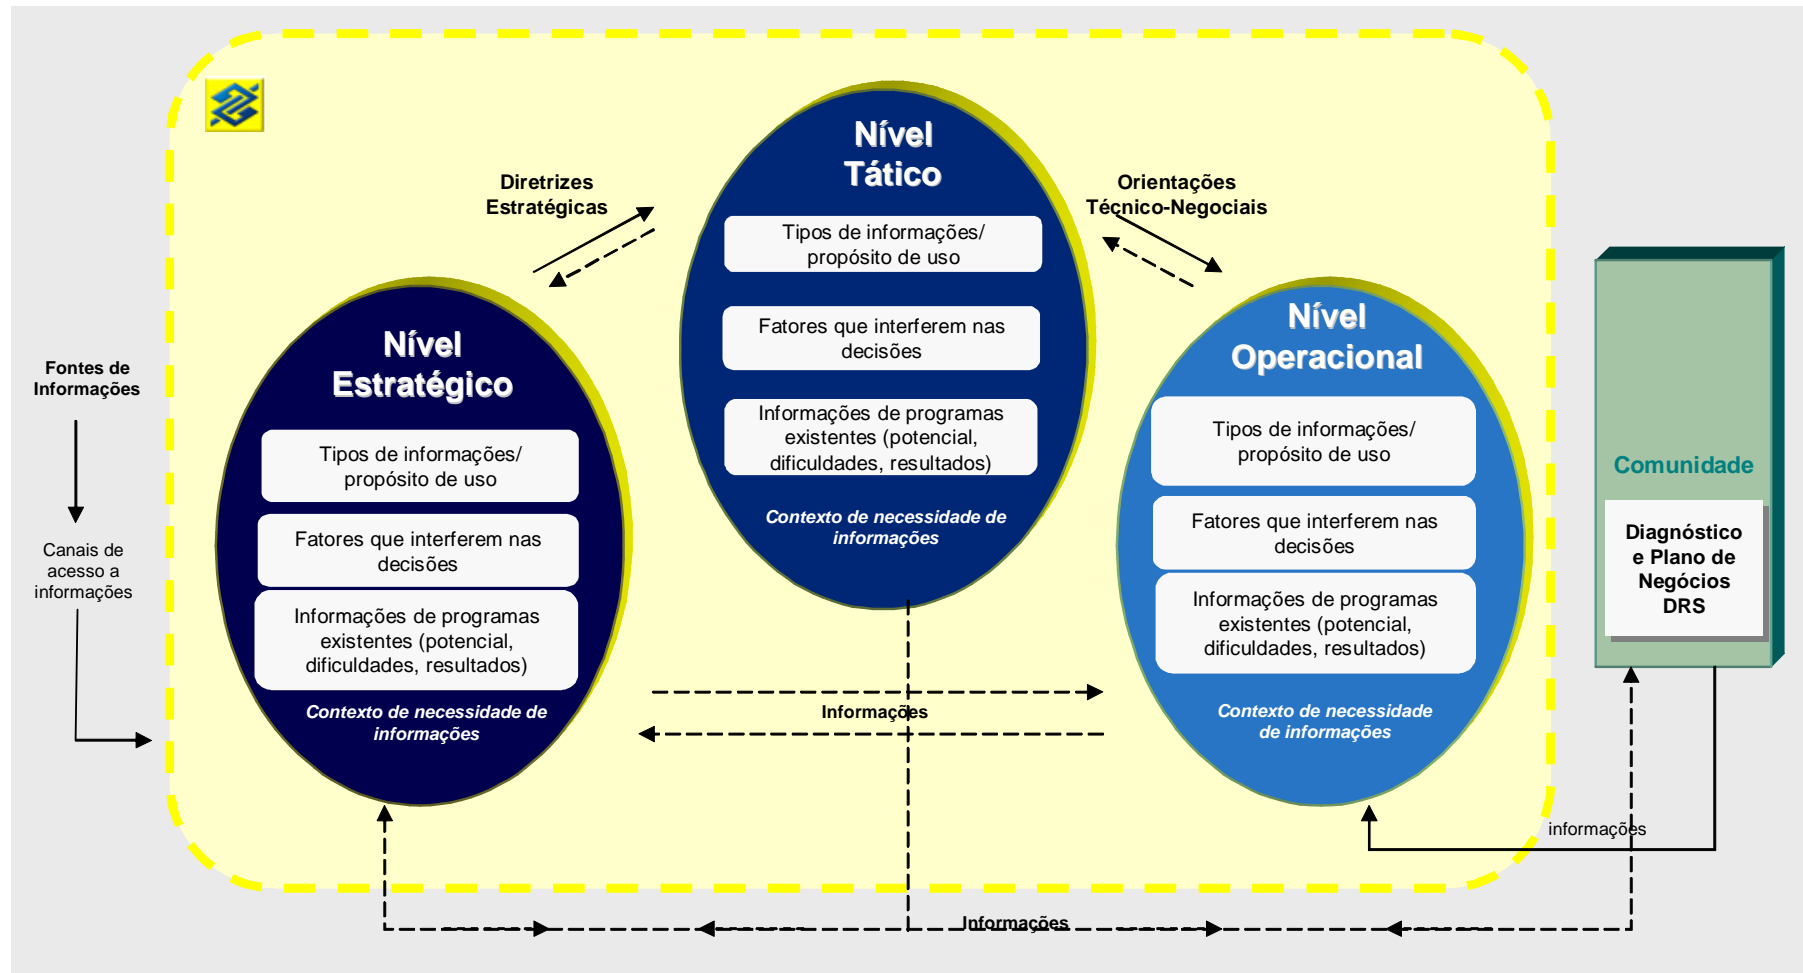 Fontes de
Informações
Canais de
acesso a
informações
Diretrizes
Estratégicas
Nível
Estratégico
Tipos de informações/
propósito de uso
Fatores que interferem nas
decisões
Informações de programas
existentes (potencial,
dificuldades, resultados)
Contexto de necessidade de
informações
Nível
Tático
Tipos de informações/
propósito de uso
Fatores que interferem nas
decisões
Informações de programas
existentes (potencial,
dificuldades, resultados)
Contexto de necessidade de
informações
Orientações
Técnico-Negociais
Nível
Operacional
Tipos de informações/
propósito de uso
Fatores que interferem nas
decisões
Informações de programas
existentes (potencial,
dificuldades, resultados)
Contexto de necessidade
de informações
Informações
Comunidade
Diagnóstico
e Plano de
Negócios
DRS
informações
Informações